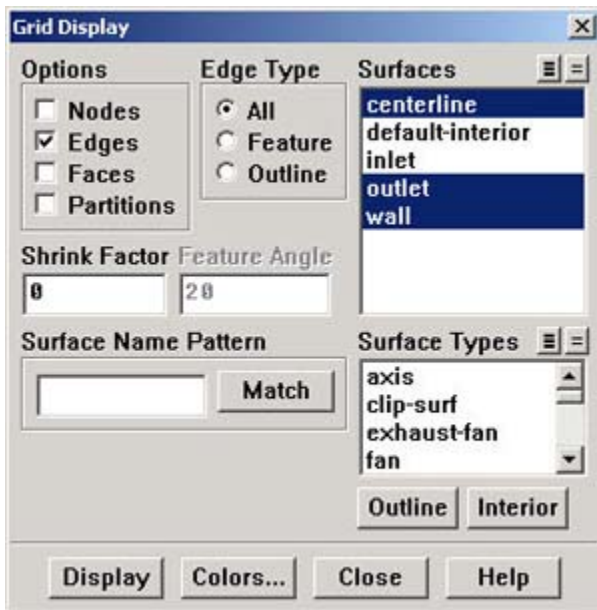 Grid Display
Options
Nodes
Edges
Faces
Partitions
Edge Type
All
Feature
Outline
Surfaces
centerline
default-interior
inlet
outlet
wall
Shrink Factor
0
Feature Angle
20
Surface Name Pattern
Match
Surface Types
axis
clip-surf
exhaust-fan
fan
Outline
Interior
Display
Colors...
Close
Help